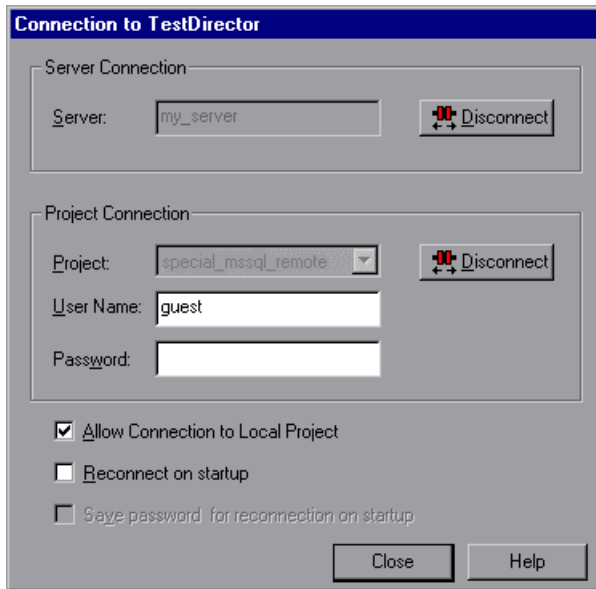 Connection to TestDirector
Server Connection
Server: my_server Disconnect
Project Connection
Project: special_mssql_remote Disconnect
User Name: guest
Password:
Allow Connection to Local Project
Reconnect on startup
Save password for reconnection on startup
Close Help